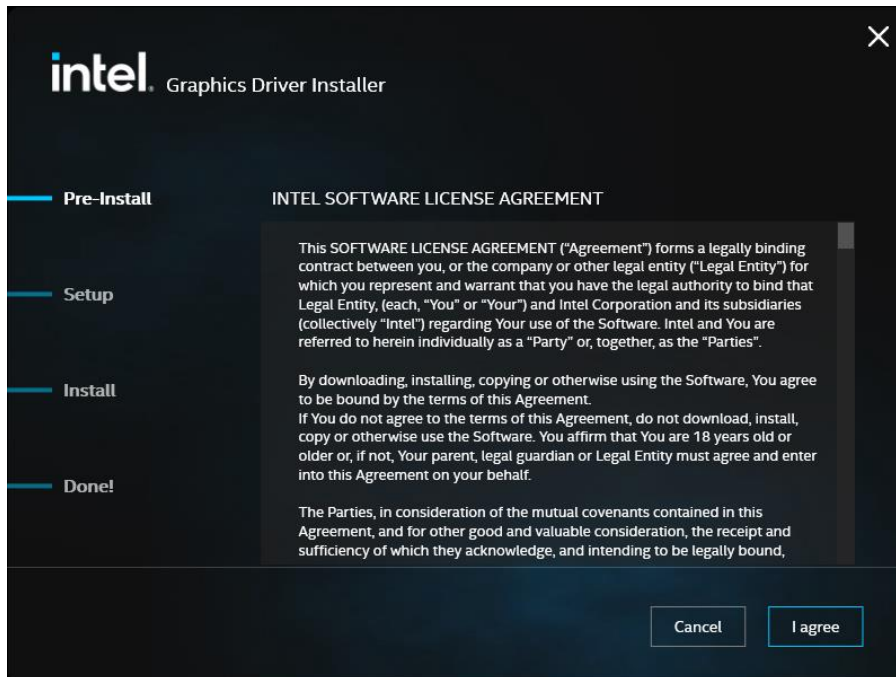 intel. Graphics Driver Installer
Pre-Install
Setup
Install
Done!
INTEL SOFTWARE LICENSE AGREEMENT
This SOFTWARE LICENSE AGREEMENT (“Agreement”) forms a legally binding
contract between you, or the company or other legal entity (“Legal Entity”) for
which you represent and warrant that you have the legal authority to bind that
Legal Entity, (each, “You” or “Your”) and Intel Corporation and its subsidiaries
(collectively “Intel”) regarding Your use of the Software. Intel and You are
referred to herein individually as a “Party” or, together, as the “Parties”.
By downloading, installing, copying or otherwise using the Software, You agree
to be bound by the terms of this Agreement.
If You do not agree to the terms of this Agreement, do not download, install,
copy or otherwise use the Software. You affirm that You are 18 years old or
older or, if not, Your parent, legal guardian or Legal Entity must agree and enter
into this Agreement on your behalf.
The Parties, in consideration of the mutual covenants contained in this
Agreement, and for other good and valuable consideration, the receipt and
sufficiency of which they acknowledge, and intending to be legally bound,
Cancel
I agree